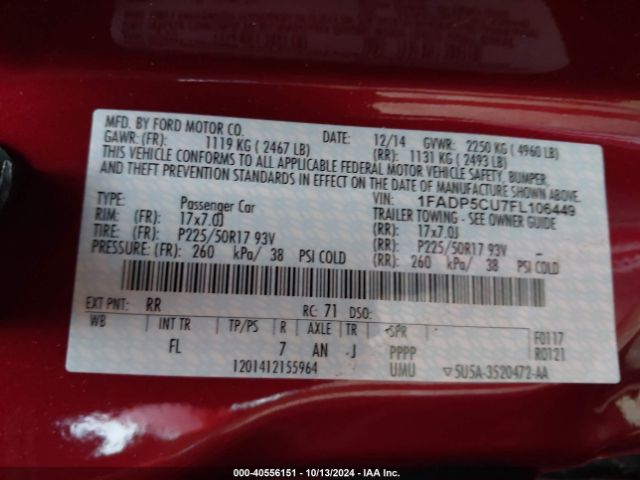 MFD. BY FORD MOTOR CO.
DATE: 12/14 GVWR: 2250 KG ( 4960 LB)
GAWR: (FR): 1119 KG ( 2467 LB) (RR): 1131 KG ( 2493 LB)
THIS VEHICLE CONFORMS TO ALL APPLICABLE FEDERAL MOTOR VEHICLE SAFETY, BUMPER,
AND THEFT PREVENTION STANDARDS IN EFFECT ON THE DATE OF MANUFACTURE SHOWN ABOVE.
VIN: 1FADP5CU7FL106449
TYPE: Passenger Car TRAILER TOWING - SEE OWNER GUIDE
RIM: (FR): 17x7.0J (RR): 17x7.0J
TIRE: (FR): P225/50R17 93V (RR): P225/50R17 93V
PRESSURE: (FR): 260 kPa/ 38 PSI COLD (RR): 260 kPa/ 38 PSI COLD
EXT PNT: RR RC: 71 DSO:
WB INT TR TP/PS R AXLE TR SPR F0117
FL 7 AN J PPPP R0121
1201412155964 UMU ▽5U5A-3520472-AA
000-40556151 - 10/13/2024 - IAA Inc.